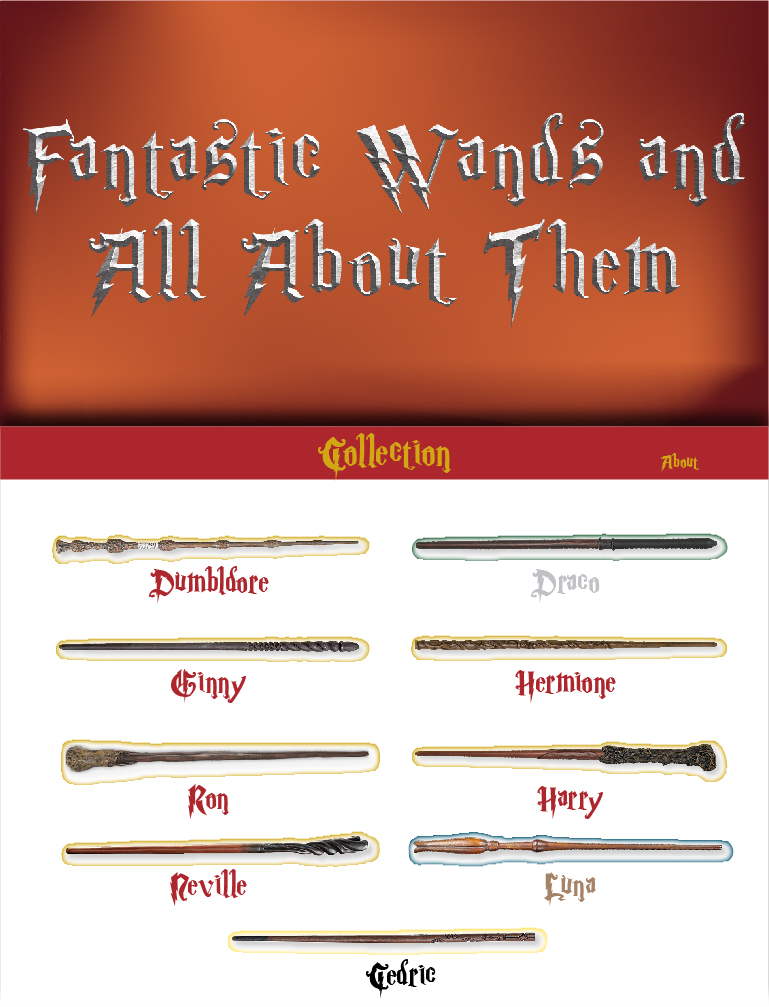 Fantastic Wands and
All About Them
Collection
About
Dumbldore
Draco
Ginny
Hermione
Ron
Harry
Neville
Luna
Cedric